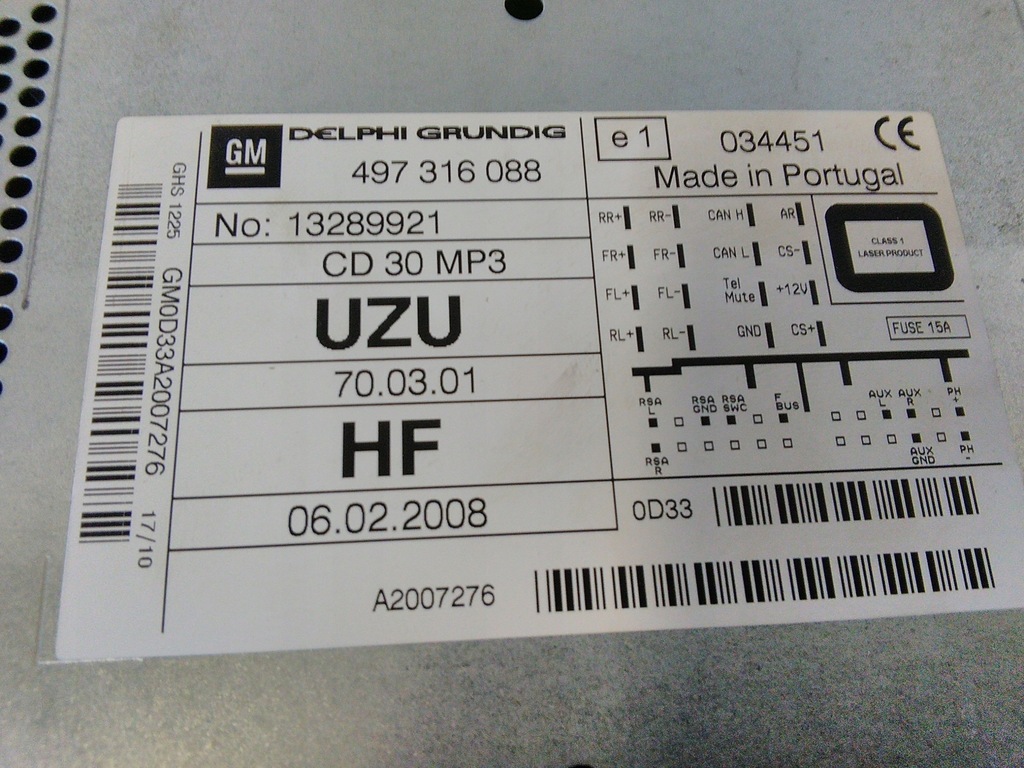 GHS 1225
GM0D33A2007276 17/10
GM
DELPHI GRUNDIG
497 316 088
No: 13289921
CD 30 MP3
UZU
70.03.01
HF
06.02.2008
A2007276
e 1
034451
CE
Made in Portugal
RR+ RR- CAN H AR
FR+ FR- CAN L CS-
FL+ FL- Tel Mute +12V
RL+ RL- GND CS+
CLASS 1
LASER PRODUCT
FUSE 15A
RSA L RSA GND RSA SWC F BUS AUX L AUX R PH +
RSA R AUX GND PH -
0D33